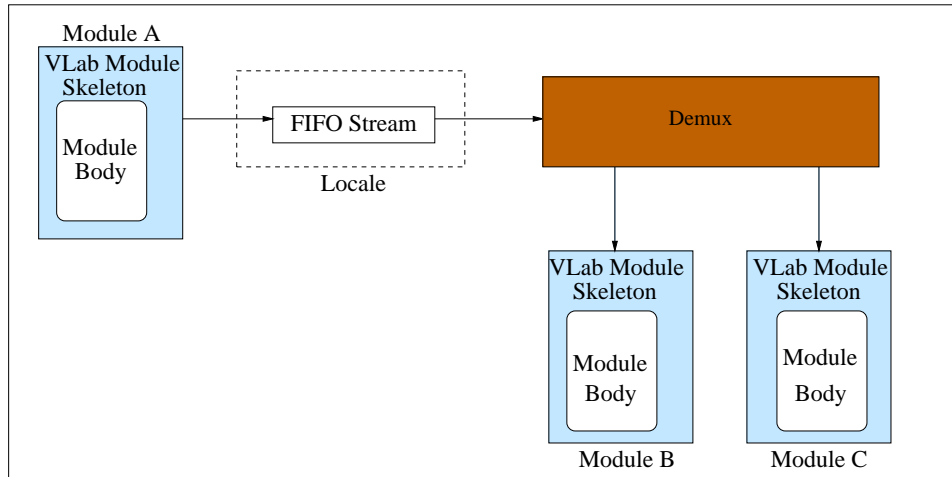 Module A
VLab Module
Skeleton
Module
Body
FIFO Stream
Locale
Demux
VLab Module
Skeleton
Module
Body
Module B
VLab Module
Skeleton
Module
Body
Module C